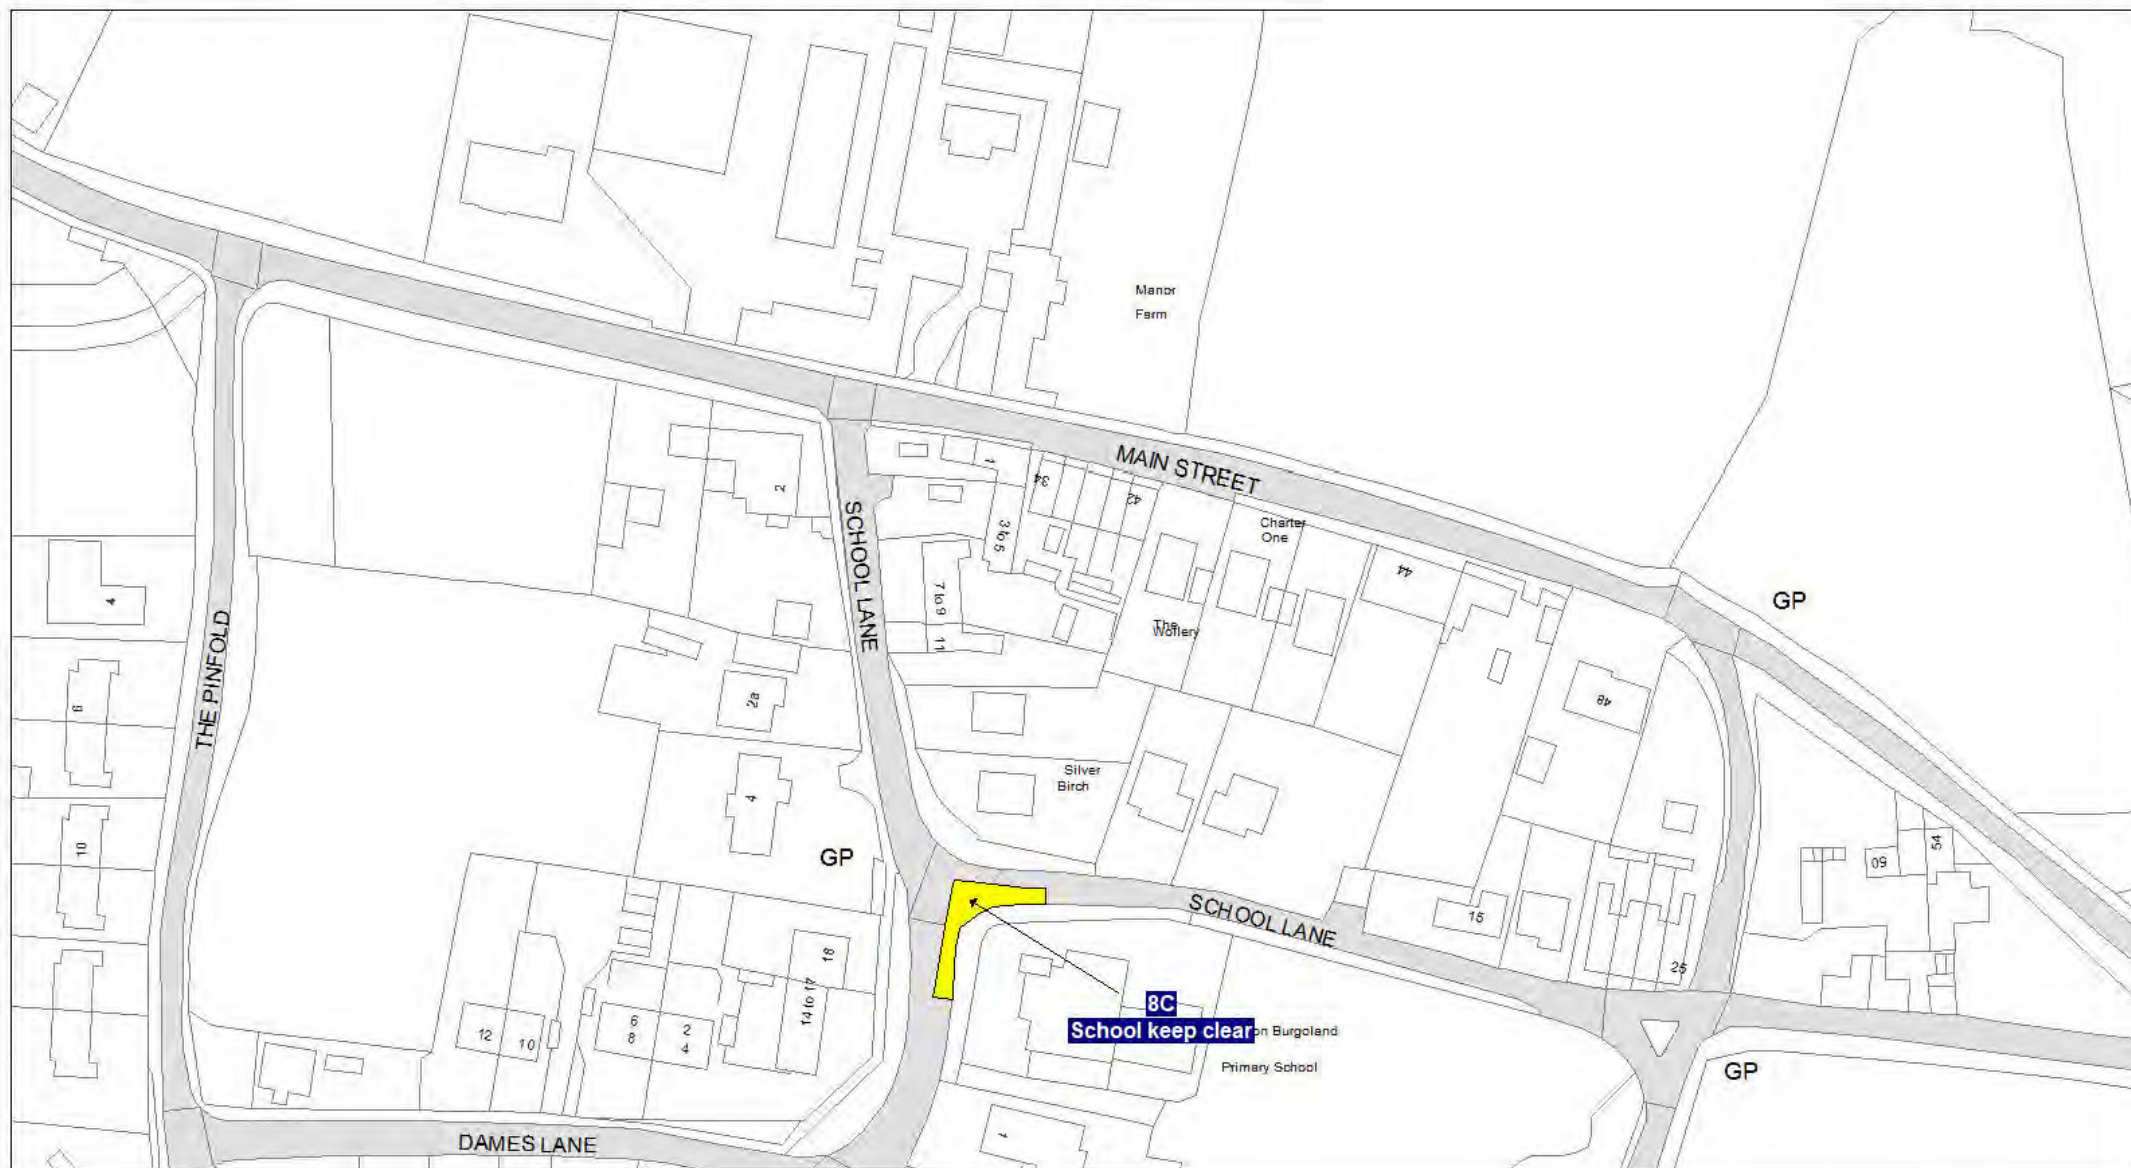 Manor
Farm
MAIN STREET
1
34
42
2
SCHOOL LANE
3 to 5
Charter
One
44
4
7 to 9
GP
11
The
Wollery
THE PINFOLD
6
2a
48
Silver
Birch
4
10
GP
54
60
SCHOOL LANE
15
16
25
14 to 17
8C
School keep clear
on Burgoland
Primary School
6
8
2
4
12
10
GP
1
DAMES LANE